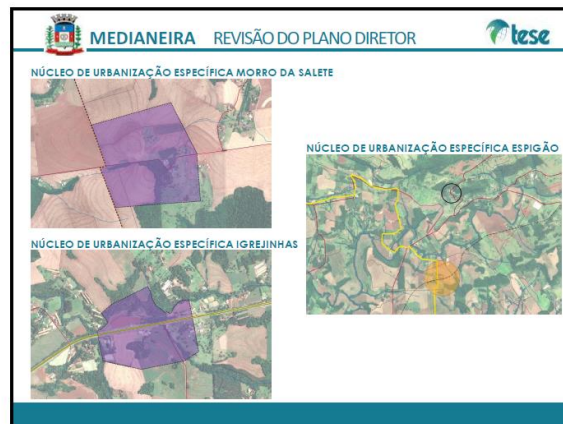 MEDIANEIRA REVISÃO DO PLANO DIRETOR
tese
NÚCLEO DE URBANIZAÇÃO ESPECÍFICA MORRO DA SALETE
NÚCLEO DE URBANIZAÇÃO ESPECÍFICA ESPIGÃO
NÚCLEO DE URBANIZAÇÃO ESPECÍFICA IGREJINHAS